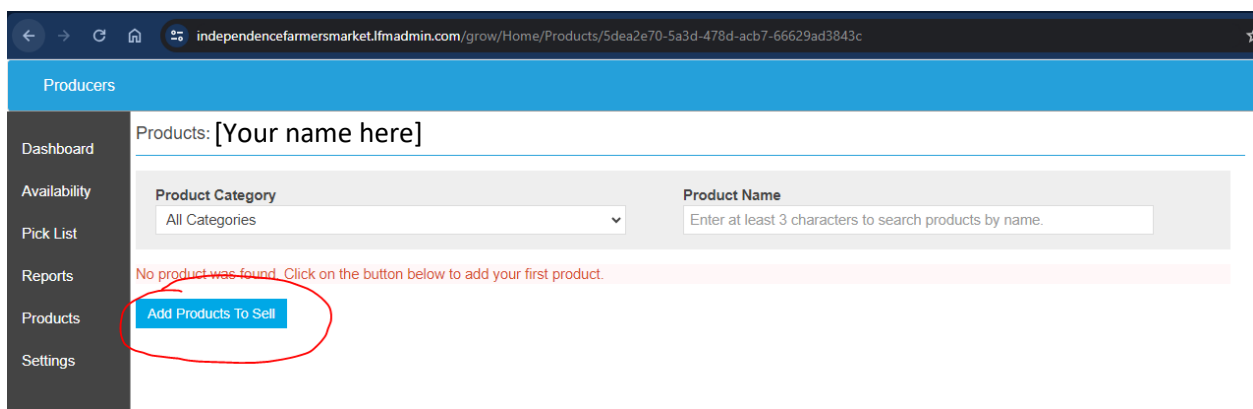 independencefarmersmarket.lfmadmin.com/grow/Home/Products/5dea2e70-5a3d-478d-acb7-66629ad3843c
Producers
Dashboard
Availability
Pick List
Reports
Products
Settings
Products: [Your name here]
Product Category
All Categories
Product Name
Enter at least 3 characters to search products by name.
No product was found. Click on the button below to add your first product.
Add Products To Sell